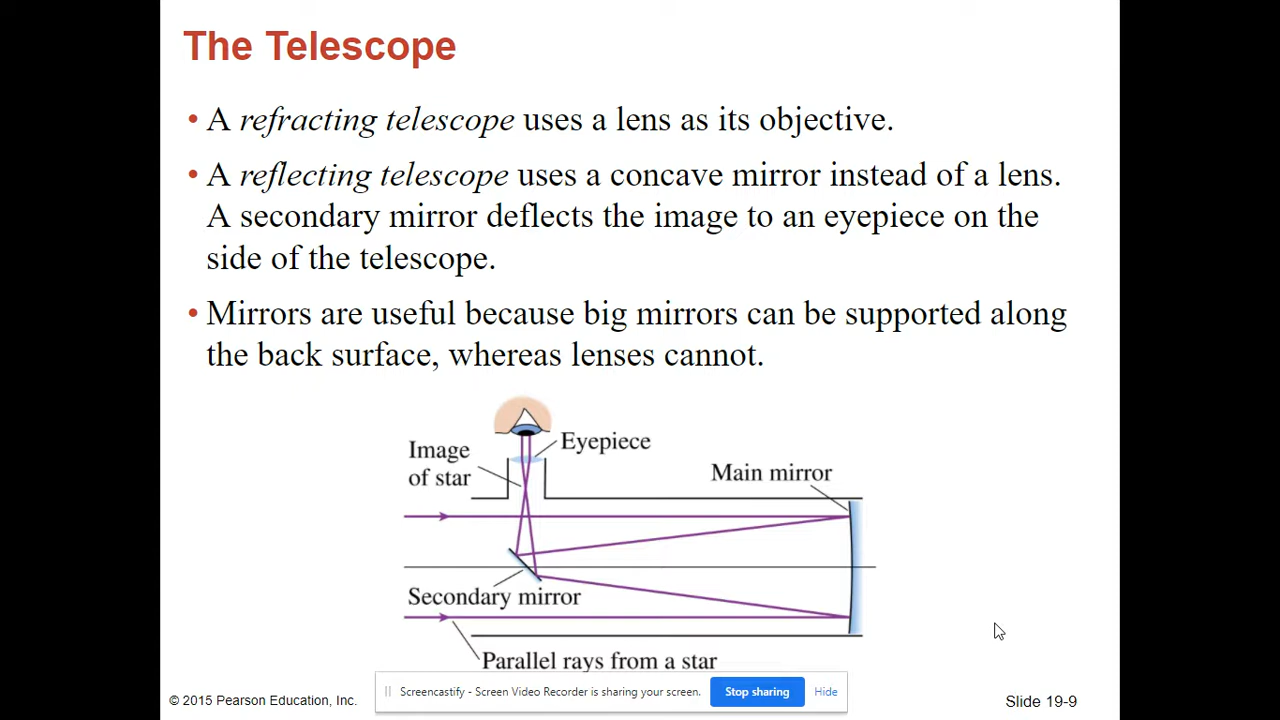 The Telescope
• A refracting telescope uses a lens as its objective.
• A reflecting telescope uses a concave mirror instead of a lens.
A secondary mirror deflects the image to an eyepiece on the
side of the telescope.
• Mirrors are useful because big mirrors can be supported along
the back surface, whereas lenses cannot.
Image
of star
Eyepiece
Main mirror
Secondary mirror
Parallel rays from a star
Screencastify - Screen Video Recorder is sharing your screen.
Stop sharing
Hide
© 2015 Pearson Education, Inc.
Slide 19-9